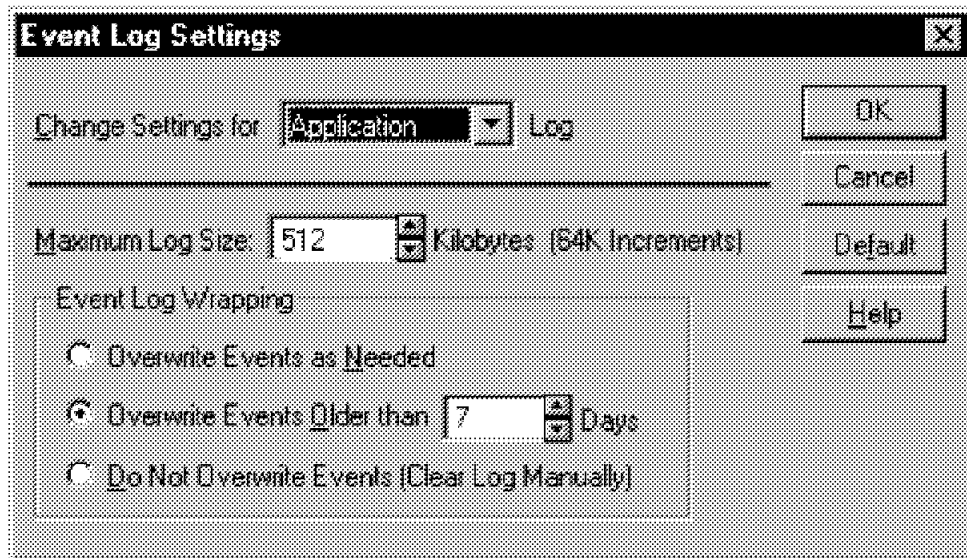 Event Log Settings
Change Settings for Application Log
OK
Cancel
Maximum Log Size: 512 Kilobytes (64K Increments)
Default
Event Log Wrapping
Help
Overwrite Events as Needed
Overwrite Events Older than 7 Days
Do Not Overwrite Events (Clear Log Manually)